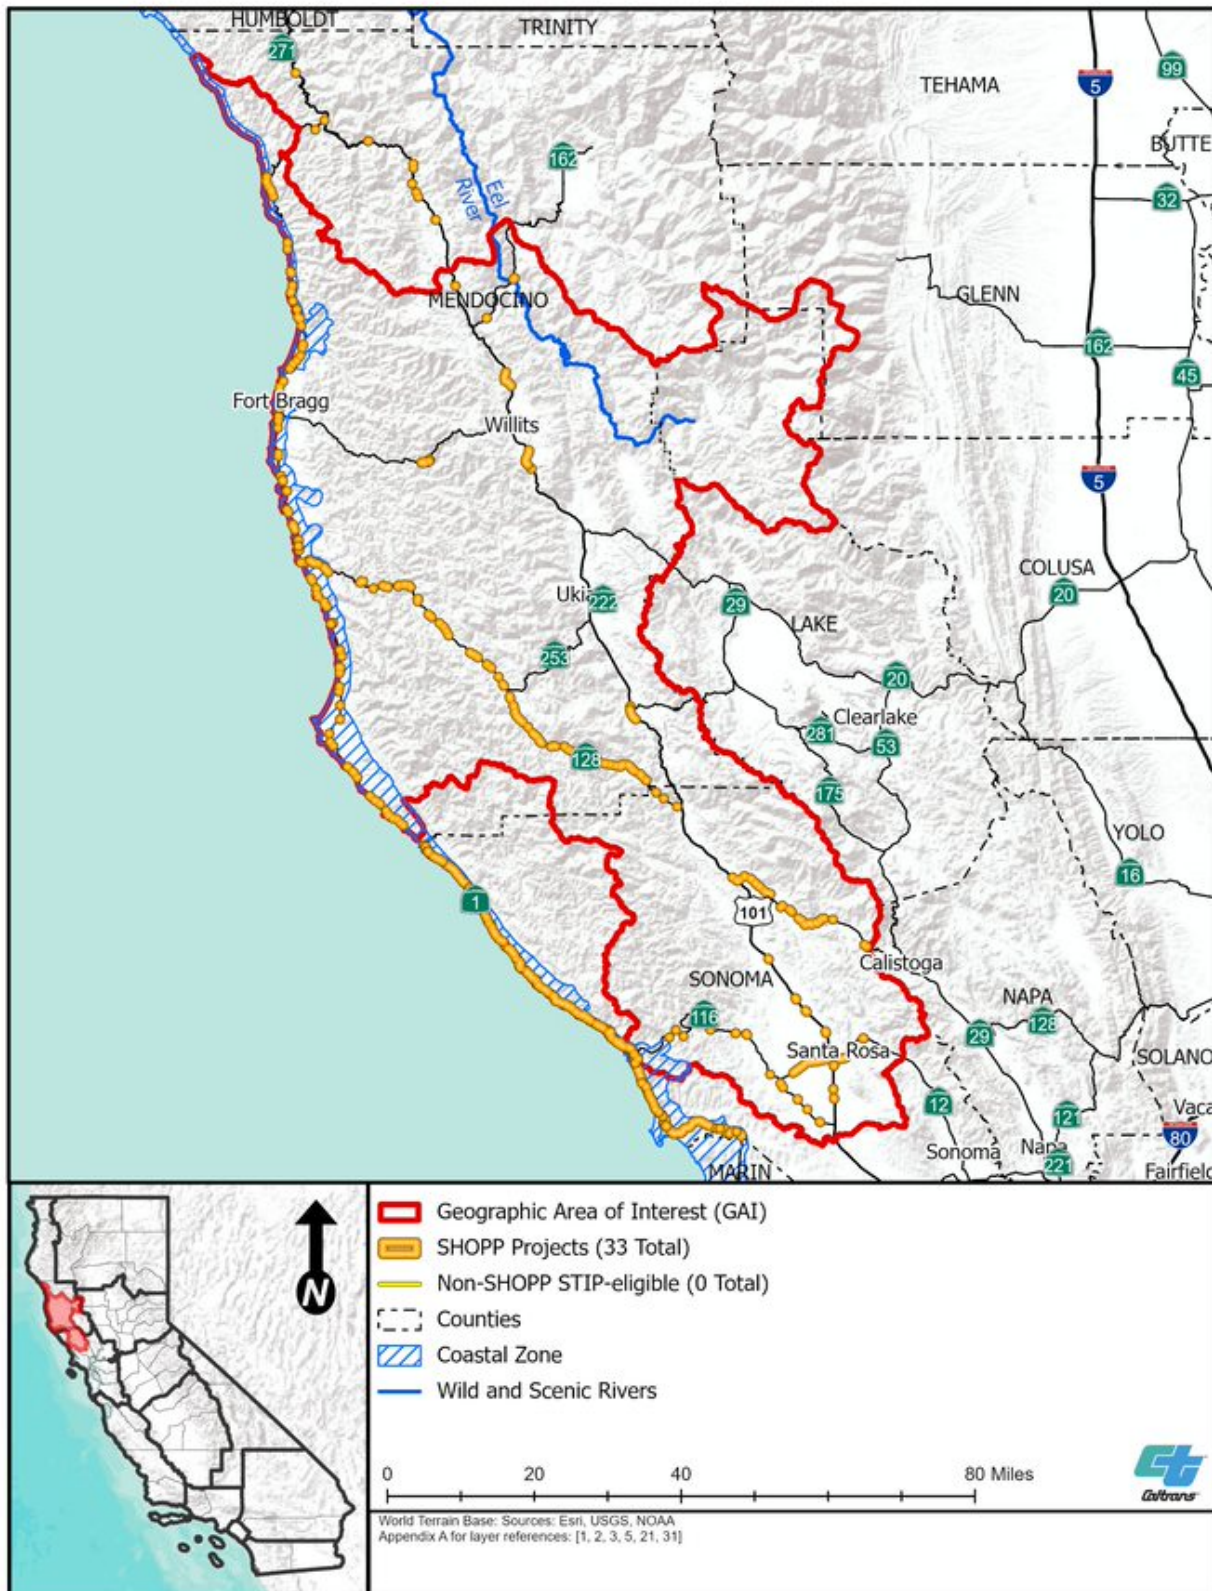 HUMBOLDT
TRINITY
271
99
5
TEHAMA
BUTTE
162
32
Eel
River
MENDOCINO
GLENN
162
45
Fort Bragg
Willits
5
COLUSA
20
Uki
222
29
LAKE
253
20
Clearlake
281
53
128
175
YOLO
16
1
101
Calistoga
SONOMA
NAPA
116
128
29
Santa Rosa
SOLANO
12
121
Vaca
80
Sonoma
Napa
221
MARIN
Fairfield
N
Geographic Area of Interest (GAI)
SHOPP Projects (33 Total)
Non-SHOPP STIP-eligible (0 Total)
Counties
Coastal Zone
Wild and Scenic Rivers
0 20 40 80 Miles
ct
Caltrans
World Terrain Base: Sources: Esri, USGS, NOAA
Appendix A for layer references: [1, 2, 3, 5, 21, 31]